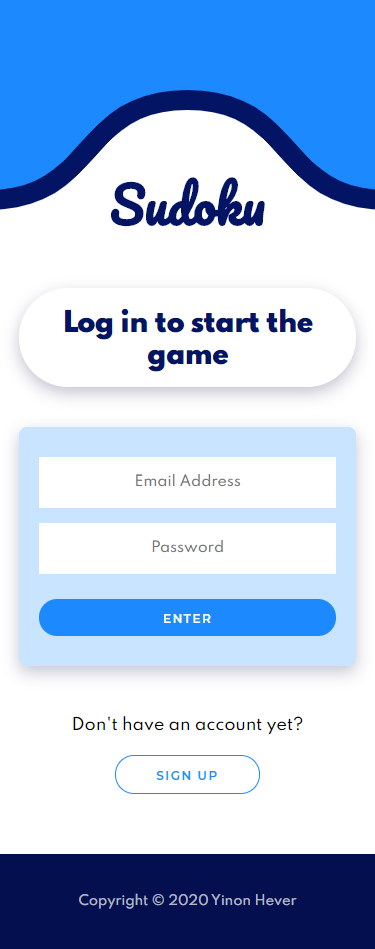 Sudoku
Log in to start the
game
Email Address
Password
ENTER
Don't have an account yet?
SIGN UP
Copyright © 2020 Yinon Hever